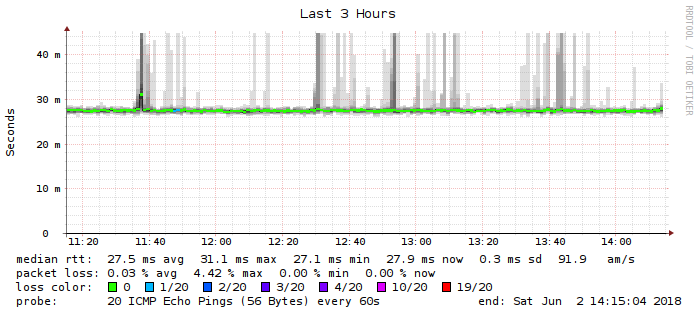 Last 3 Hours
RRDTOOL / TOBI OETIKER
Seconds
40 m
30 m
20 m
10 m
0
11:20 11:40 12:00 12:20 12:40 13:00 13:20 13:40 14:00
median rtt: 27.5 ms avg 31.1 ms max 27.1 ms min 27.9 ms now 0.3 ms sd 91.9 am/s
packet loss: 0.03 % avg 4.42 % max 0.00 % min 0.00 % now
loss color: 0 1/20 2/20 3/20 4/20 10/20 19/20
probe: 20 ICMP Echo Pings (56 Bytes) every 60s end: Sat Jun 2 14:15:04 2018